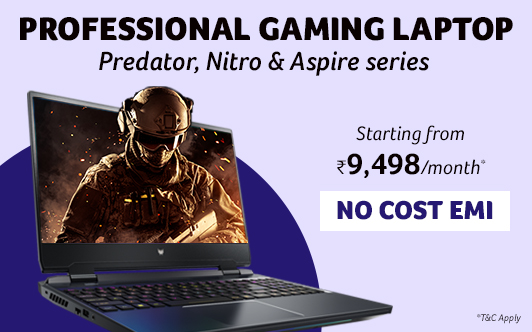 PROFESSIONAL GAMING LAPTOP
Predator, Nitro & Aspire series
Starting from
₹9,498/month*
NO COST EMI
*T&C Apply